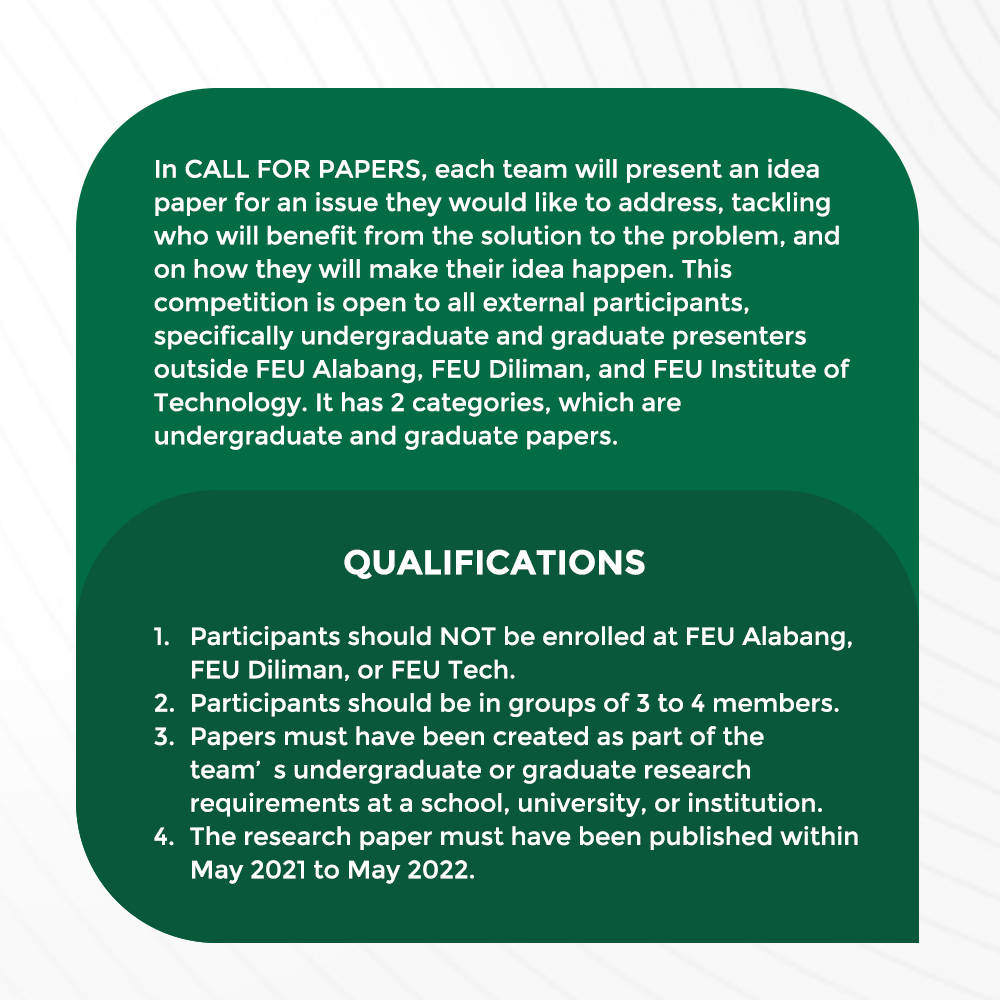 In CALL FOR PAPERS, each team will present an idea
paper for an issue they would like to address, tackling
who will benefit from the solution to the problem, and
on how they will make their idea happen. This
competition is open to all external participants,
specifically undergraduate and graduate presenters
outside FEU Alabang, FEU Diliman, and FEU Institute of
Technology. It has 2 categories, which are
undergraduate and graduate papers.
QUALIFICATIONS
1. Participants should NOT be enrolled at FEU Alabang,
FEU Diliman, or FEU Tech.
2. Participants should be in groups of 3 to 4 members.
3. Papers must have been created as part of the
team’ s undergraduate or graduate research
requirements at a school, university, or institution.
4. The research paper must have been published within
May 2021 to May 2022.